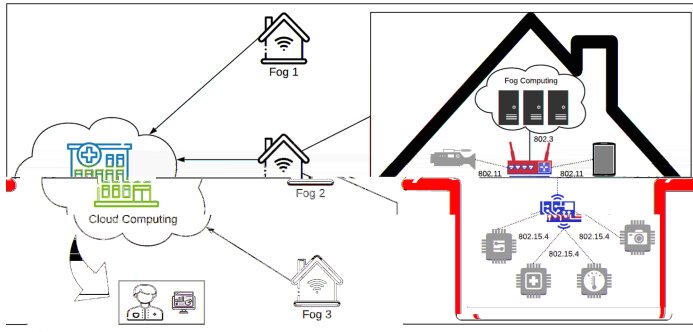 Fog 1
Fog Computing
802.3
802.11
802.11
Fog 2
Cloud Computing
802.15.4
802.15.4
802.15.4
Fog 3